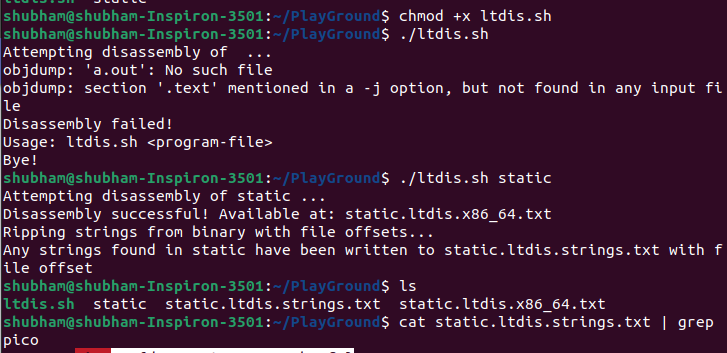 shubham@shubham-Inspiron-3501:~/PlayGround$ chmod +x ltdis.sh
shubham@shubham-Inspiron-3501:~/PlayGround$ ./ltdis.sh
Attempting disassembly of  ...
objdump: 'a.out': No such file
objdump: section '.text' mentioned in a -j option, but not found in any input fi
le
Disassembly failed!
Usage: ltdis.sh <program-file>
Bye!
shubham@shubham-Inspiron-3501:~/PlayGround$ ./ltdis.sh static
Attempting disassembly of static ...
Disassembly successful! Available at: static.ltdis.x86_64.txt
Ripping strings from binary with file offsets...
Any strings found in static have been written to static.ltdis.strings.txt with f
ile offset
shubham@shubham-Inspiron-3501:~/PlayGround$ ls
ltdis.sh  static  static.ltdis.strings.txt  static.ltdis.x86_64.txt
shubham@shubham-Inspiron-3501:~/PlayGround$ cat static.ltdis.strings.txt | grep
pico